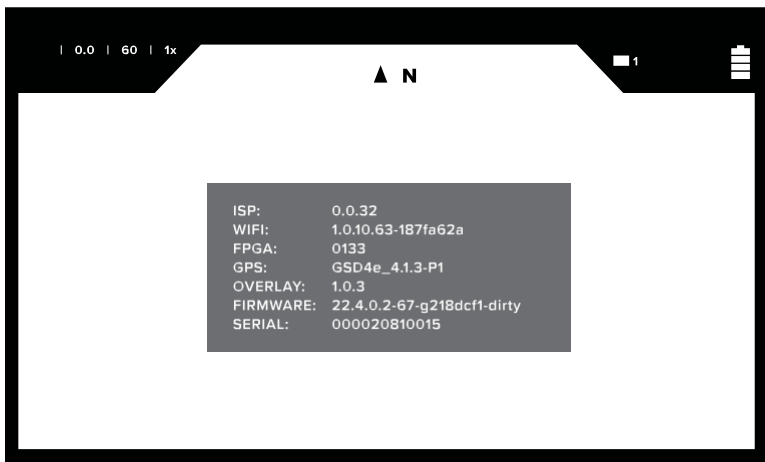 | 0.0 | 60 | 1x
1
N
ISP: 0.0.32
WIFI: 1.0.10.63-187fa62a
FPGA: 0133
GPS: GSD4e_4.1.3-P1
OVERLAY: 1.0.3
FIRMWARE: 22.4.0.2-67-g218dcf1-dirty
SERIAL: 000020810015